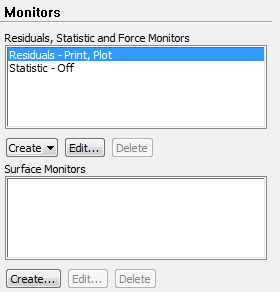 Monitors
Residuals, Statistic and Force Monitors
Residuals - Print, Plot
Statistic - Off
Create Edit... Delete
Surface Monitors
Create... Edit... Delete